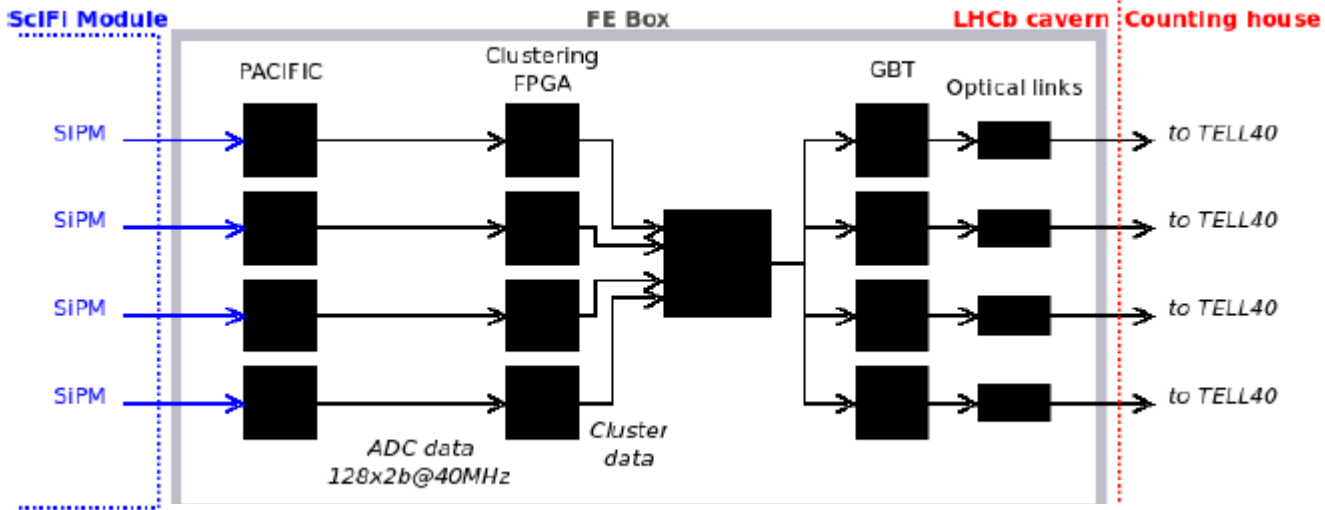 SciFi Module
FE Box
LHCb cavern
Counting house
PACIFIC
Clustering
FPGA
GBT
Optical links
SiPM
to TELL40
SiPM
to TELL40
SiPM
to TELL40
SiPM
to TELL40
ADC data
128x2b@40MHz
Cluster
data